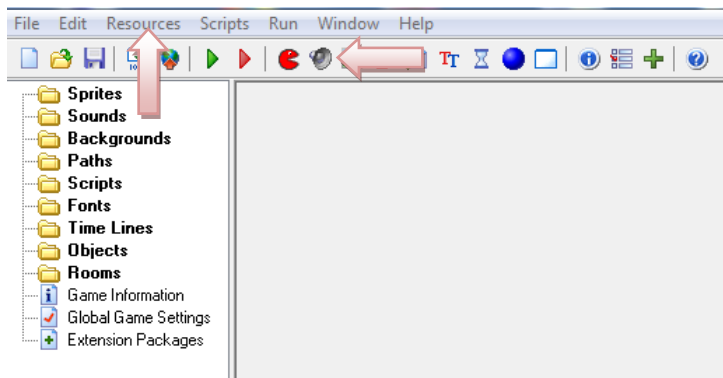 File Edit Resources Scripts Run Window Help
TT
Sprites
Sounds
Backgrounds
Paths
Scripts
Fonts
Time Lines
Objects
Rooms
Game Information
Global Game Settings
Extension Packages